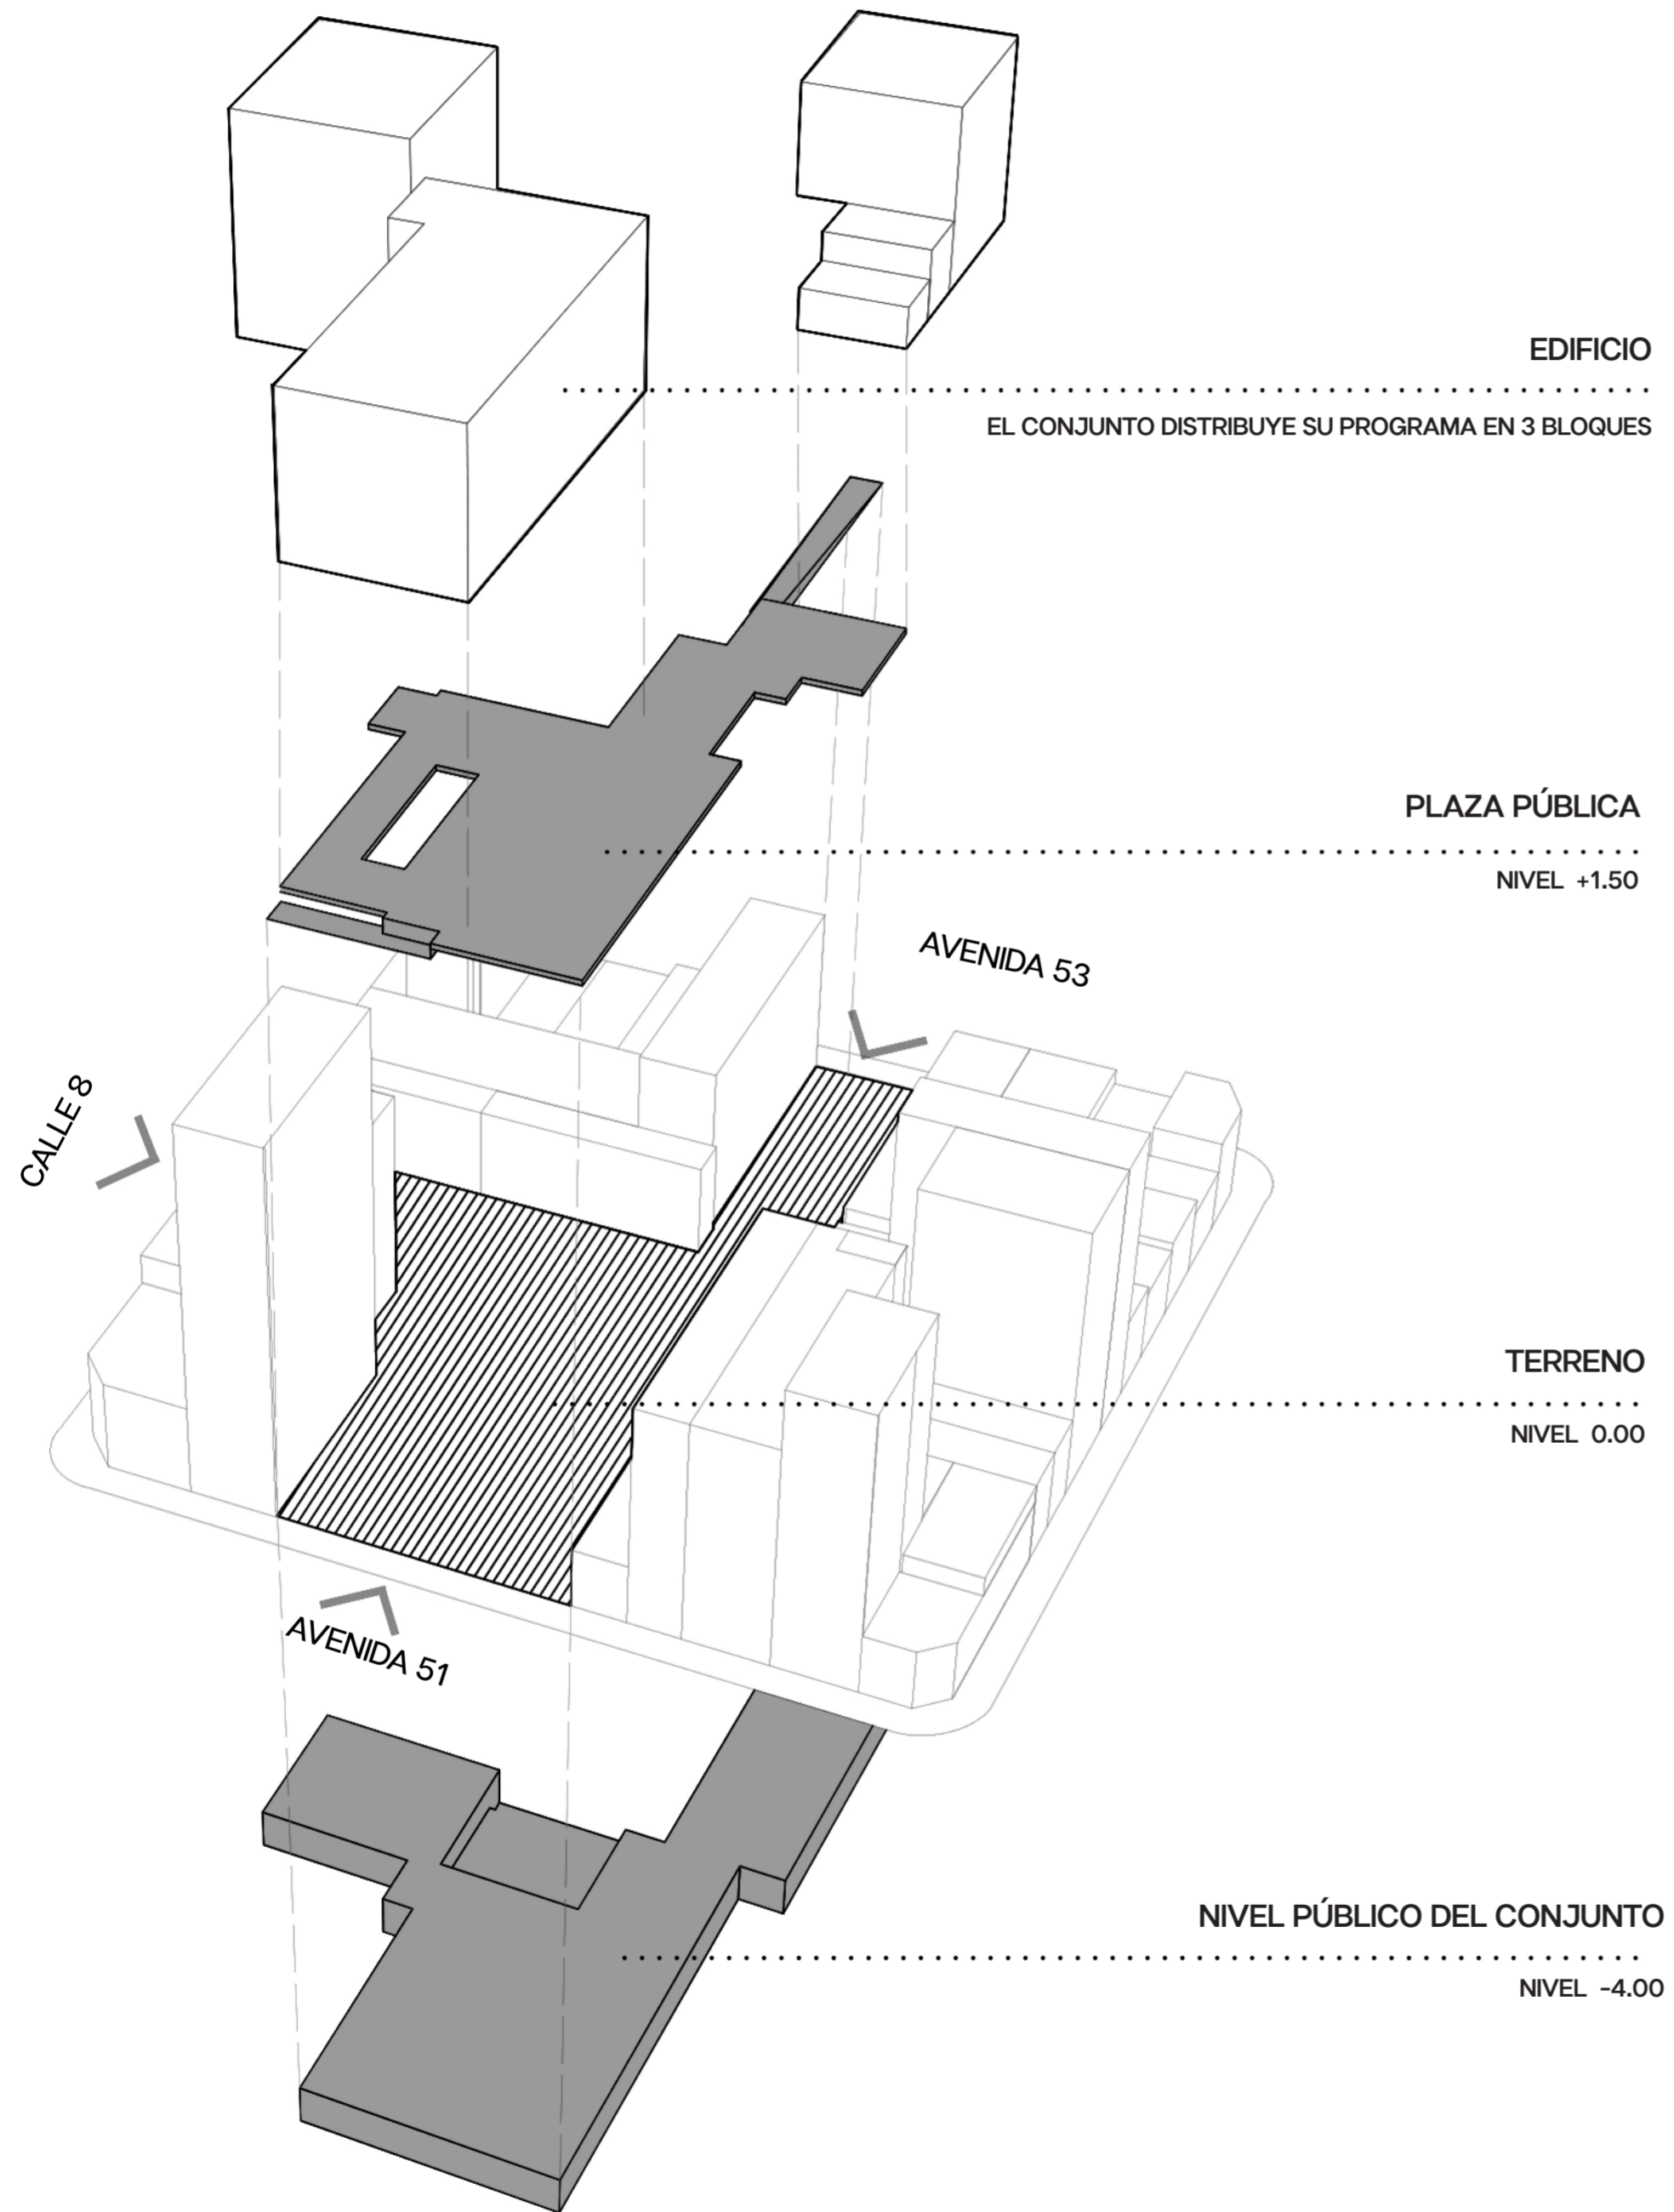 EDIFICIO
EL CONJUNTO DISTRIBUYE SU PROGRAMA EN 3 BLOQUES
PLAZA PÚBLICA
NIVEL +1.50
AVENIDA 53
CALLE 8
TERRENO
NIVEL 0.00
AVENIDA 51
NIVEL PÚBLICO DEL CONJUNTO
NIVEL -4.00